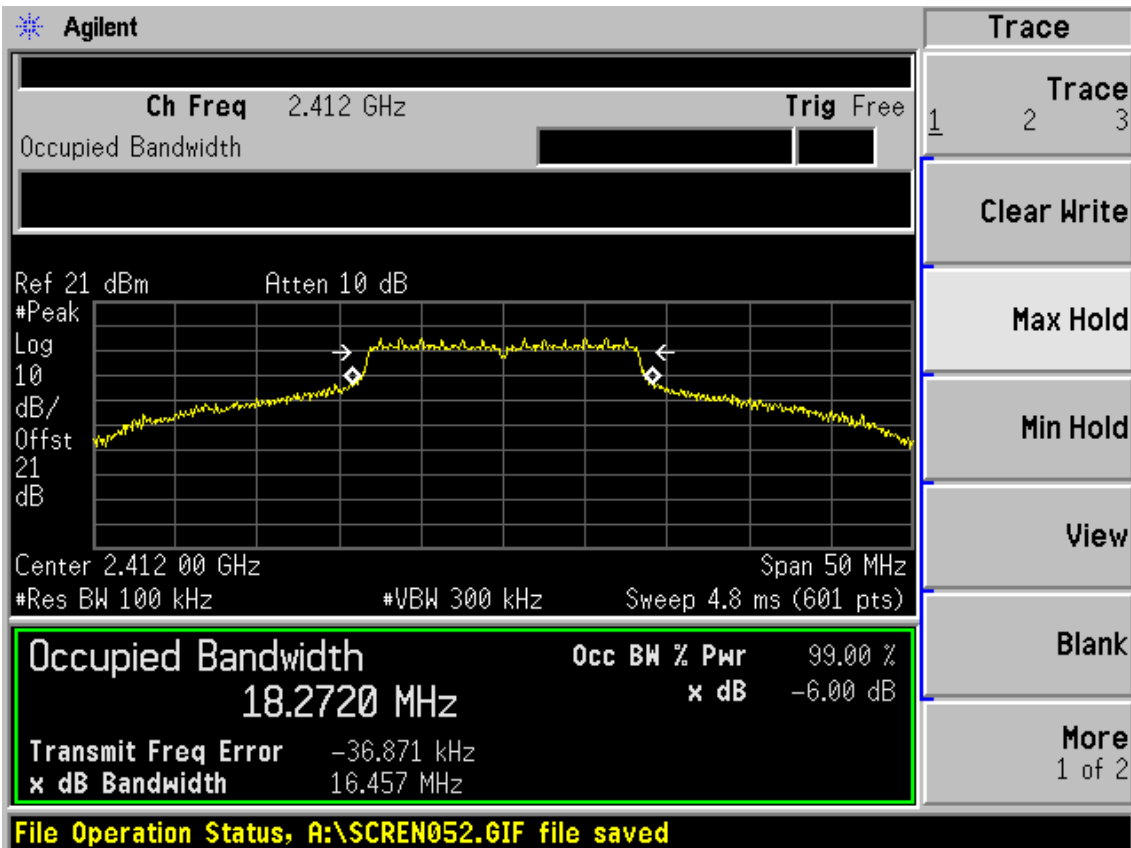 Agilent
Trace
Ch Freq 2.412 GHz Trig Free
Occupied Bandwidth
Ref 21 dBm Atten 10 dB
#Peak
Log
10
dB/
Offst
21
dB
Center 2.412 00 GHz Span 50 MHz
#Res BW 100 kHz #VBW 300 kHz Sweep 4.8 ms (601 pts)
Occupied Bandwidth
18.2720 MHz
Occ BW % Pwr 99.00 %
x dB -6.00 dB
Transmit Freq Error -36.871 kHz
x dB Bandwidth 16.457 MHz
Trace
1 2 3
Clear Write
Max Hold
Min Hold
View
Blank
More
1 of 2
File Operation Status, A:\SCREN052.GIF file saved